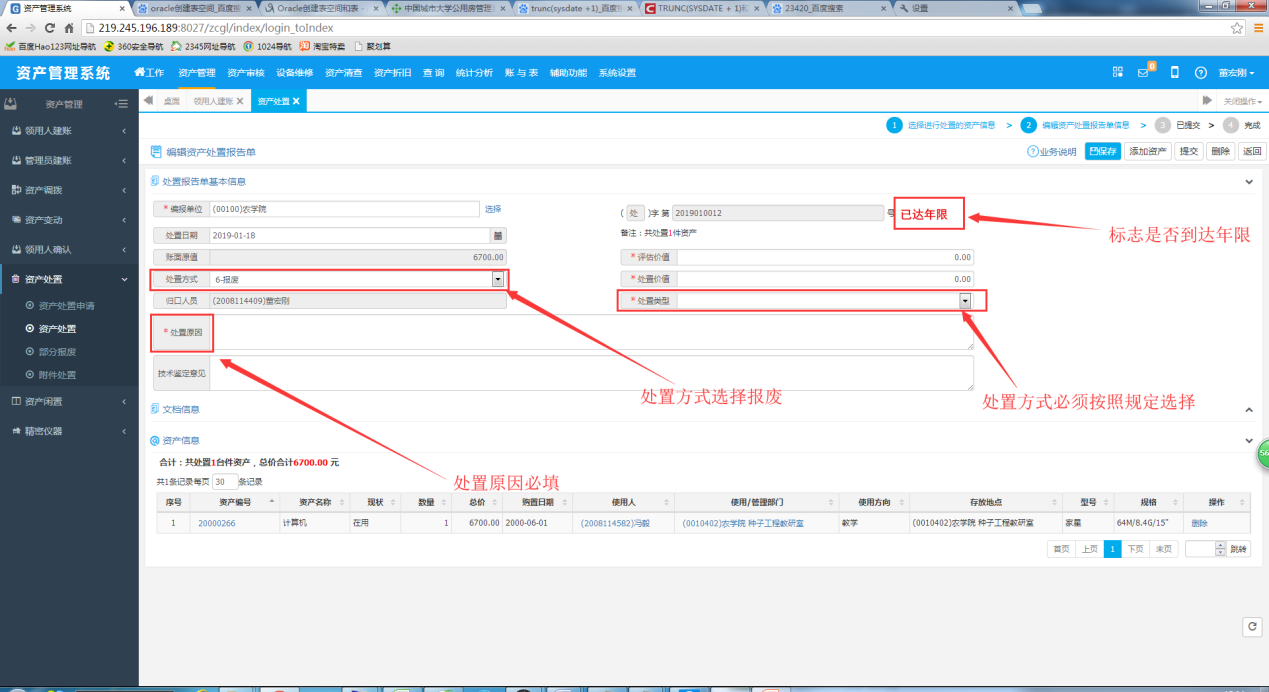 资产管理系统
oracle创建表空间_百度搜
Oracle创建表空间和表 -
中国城市大学公用房管理
trunc(sysdate +1)_百度
TRUNC(SYSDATE + 1)和
23420_百度搜索
设置
219.245.196.189:8027/zcgl/index/login_toIndex
百度Hao123网址导航 360安全导航 2345网址导航 1024导航 淘宝特卖 聚划算
资产管理系统 工作 资产管理 资产审核 设备维修 资产清查 资产折旧 查询 统计分析 账与表 辅助功能 系统设置 0 董宏刚
资产管理 桌面 领用人建账 资产处置 关闭操作
领用人建账
管理员建账
资产调拨
资产变动
领用人确认
资产处置
资产处置申请
资产处置
部分报废
附件处置
资产闲置
精密仪器
1 选择进行处置的资产信息 > 2 编辑资产处置报告单信息 > 3 已提交 > 4 完成
编辑资产处置报告单 业务说明 保存 添加资产 提交 删除 返回
处置报告单基本信息
* 编报单位 (00100)农学院 选择
( 处 )字 第 2019010012 号 已达年限
标志是否到达年限
处置日期 2019-01-18
备注：共处置1件资产
账面原值 6700.00
* 评估价值 0.00
处置方式 6-报废
* 处置价值 0.00
归口人员 (2008114409)董宏刚
* 处置类型
* 处置原因
技术鉴定意见
处置方式选择报废
处置方式必须按照规定选择
文档信息
资产信息
合计：共处置1台件资产，总价合计6700.00 元
处置原因必填
共1条记录每页 30 条记录
序号 资产编号 资产名称 现状 数量 总价 购置日期 使用人 使用/管理部门 使用方向 存放地点 型号 规格 操作
1 20000266 计算机 在用 1 6700.00 2000-06-01 (2008114582)冯毅 (0010402)农学院 种子工程教研室 教学 (0010402)农学院 种子工程教研室 家星 64M/8.4G/15" 删除
首页 上页 1 下页 末页 跳转
56